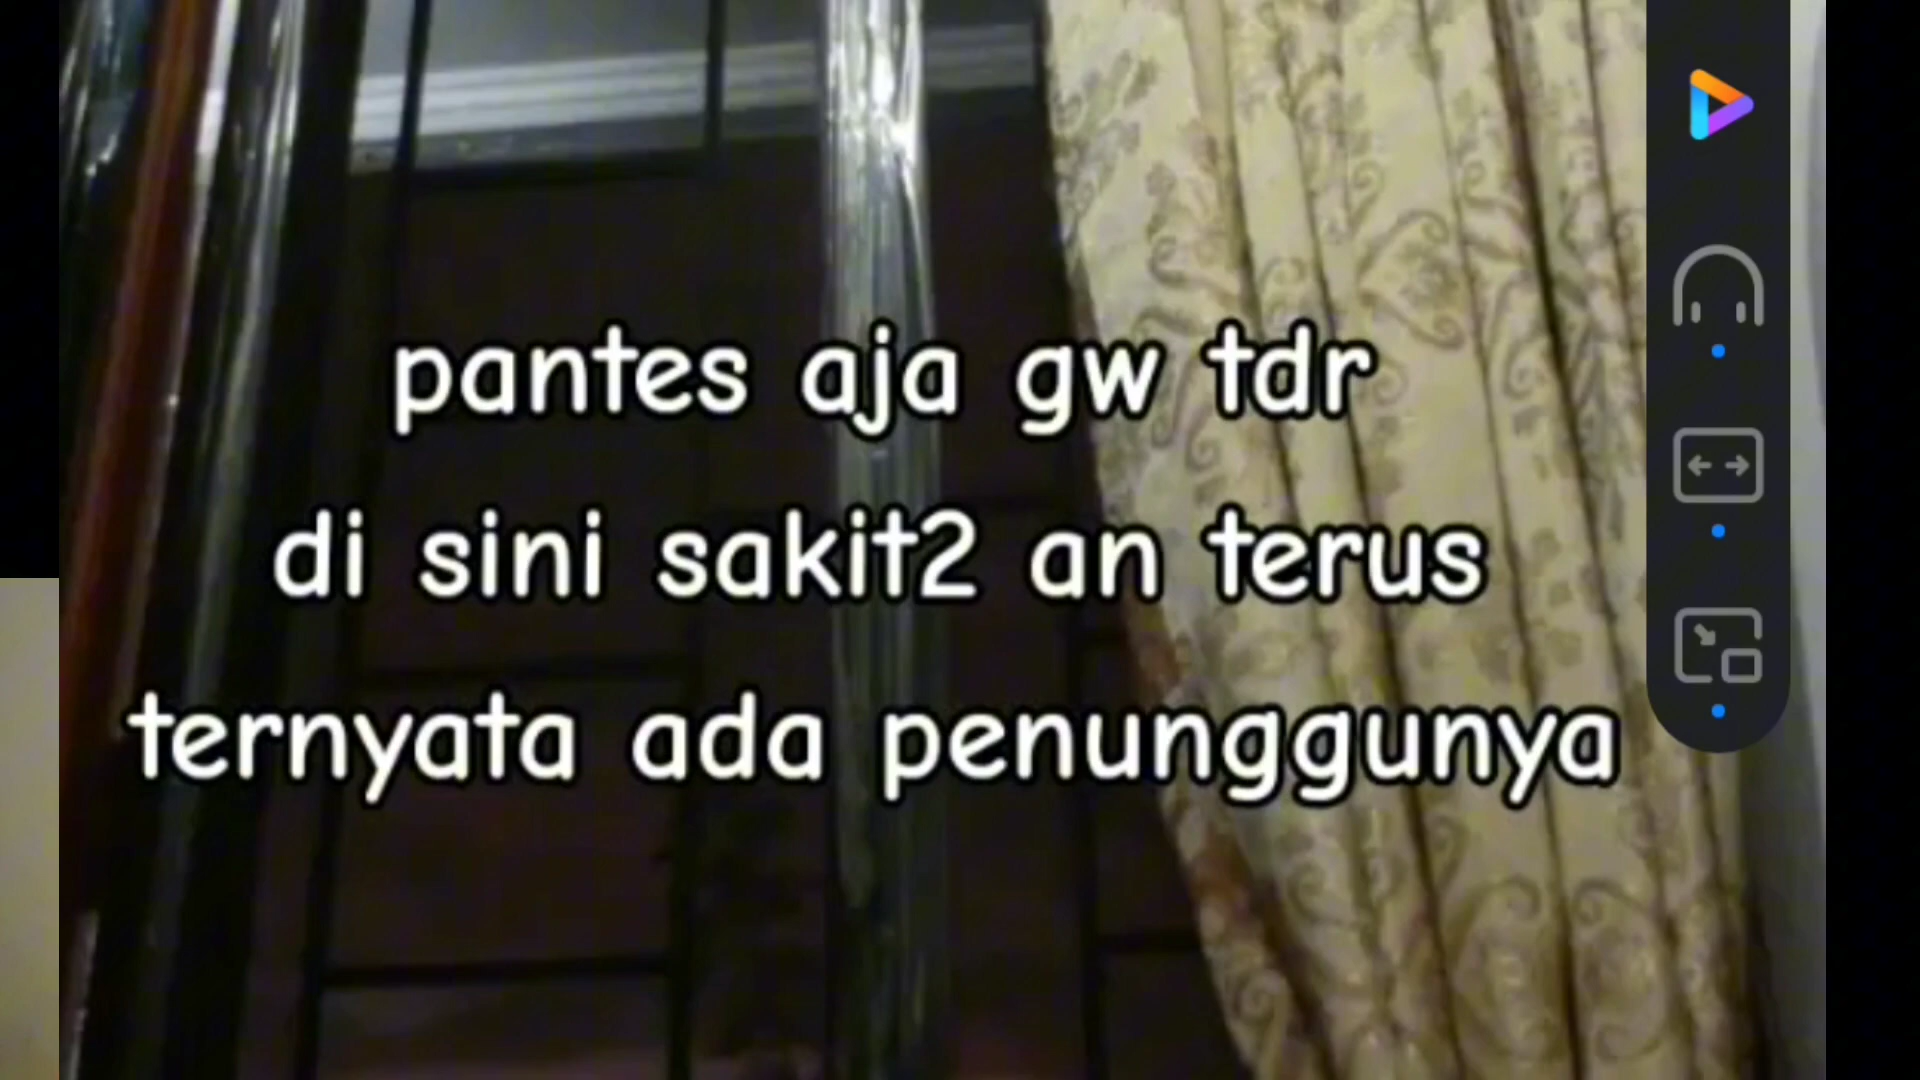 pantes aja gw tdr
di sini sakit2 an terus
ternyata ada penunggunya